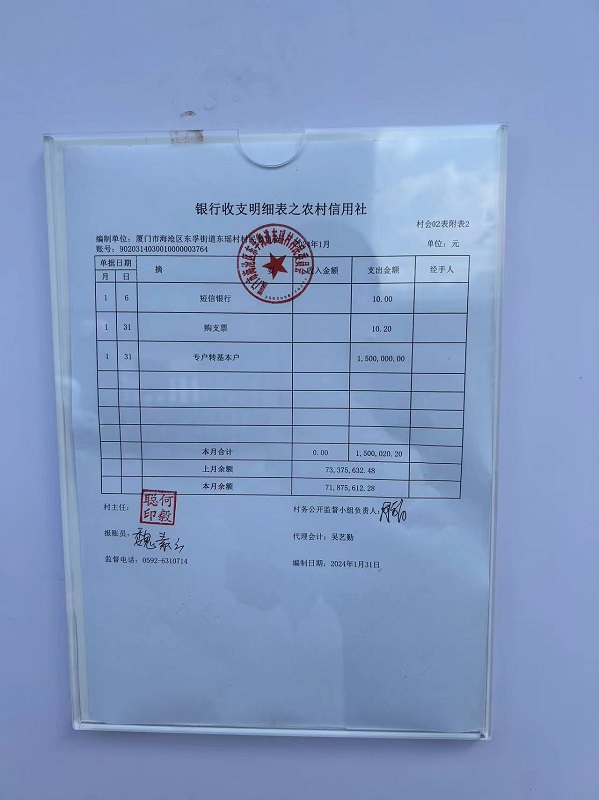 银行收支明细表之农村信用社
村会02表附表2
编制单位：厦门市海沧区东孚街道东瑶村村 年1月 单位：元
账号：9020314030010000003764
单据日期 摘 收入金额 支出金额 经手人
月 日
1 6 短信银行 10.00
1 31 购支票 10.20
1 31 专户转基本户 1,500,000.00
本月合计 0.00 1,500,020.20
上月余额 73,375,632.48
本月余额 71,875,612.28
村主任： 何毅聪印 村务公开监督小组负责人：
报账员： 代理会计：吴艺勤
监督电话：0592-6310714 编制日期：2024年1月31日